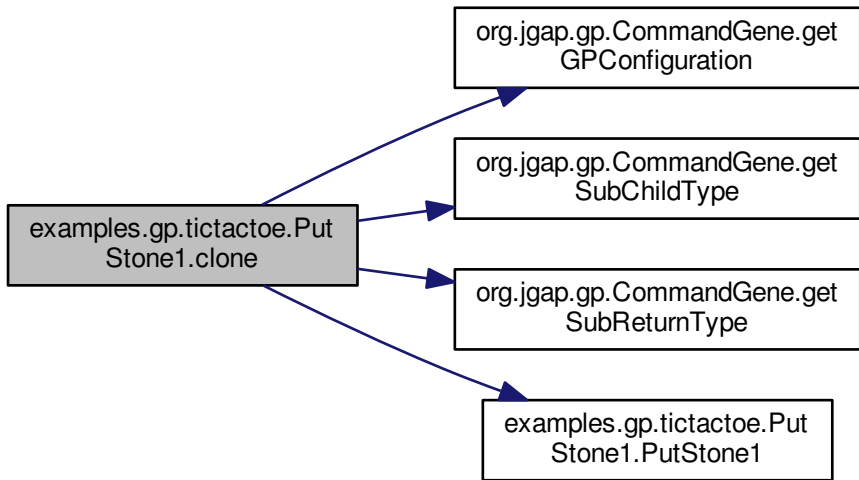 org.jgap.gp.CommandGene.get
GPConfiguration
org.jgap.gp.CommandGene.get
SubChildType
examples.gp.tictactoe.Put
Stone1.clone
org.jgap.gp.CommandGene.get
SubReturnType
examples.gp.tictactoe.Put
Stone1.PutStone1